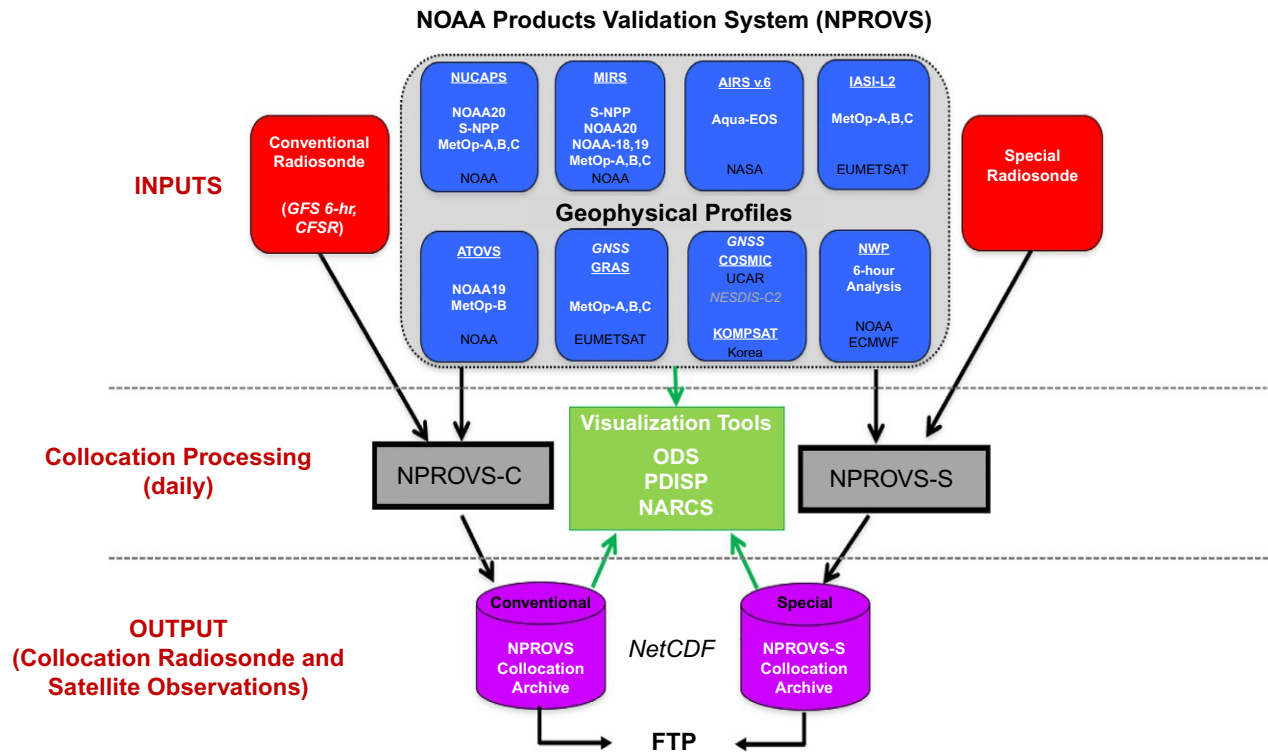 NOAA Products Validation System (NPROVS)
INPUTS
Conventional
Radiosonde
(GFS 6-hr,
CFSR)
NUCAPS
NOAA20
S-NPP
MetOp-A,B,C
NOAA
MIRS
S-NPP
NOAA20
NOAA-18,19
MetOp-A,B,C
NOAA
AIRS v.6
Aqua-EOS
NASA
IASI-L2
MetOp-A,B,C
EUMETSAT
Special
Radiosonde
Geophysical Profiles
ATOVS
NOAA19
MetOp-B
NOAA
GNSS
GRAS
MetOp-A,B,C
EUMETSAT
GNSS
COSMIC
UCAR
NESDIS-C2
KOMPSAT
Korea
NWP
6-hour
Analysis
NOAA
ECMWF
Collocation Processing
(daily)
NPROVS-C
Visualization Tools
ODS
PDISP
NARCS
NPROVS-S
OUTPUT
(Collocation Radiosonde and
Satellite Observations)
Conventional
NPROVS
Collocation
Archive
NetCDF
Special
NPROVS-S
Collocation
Archive
FTP